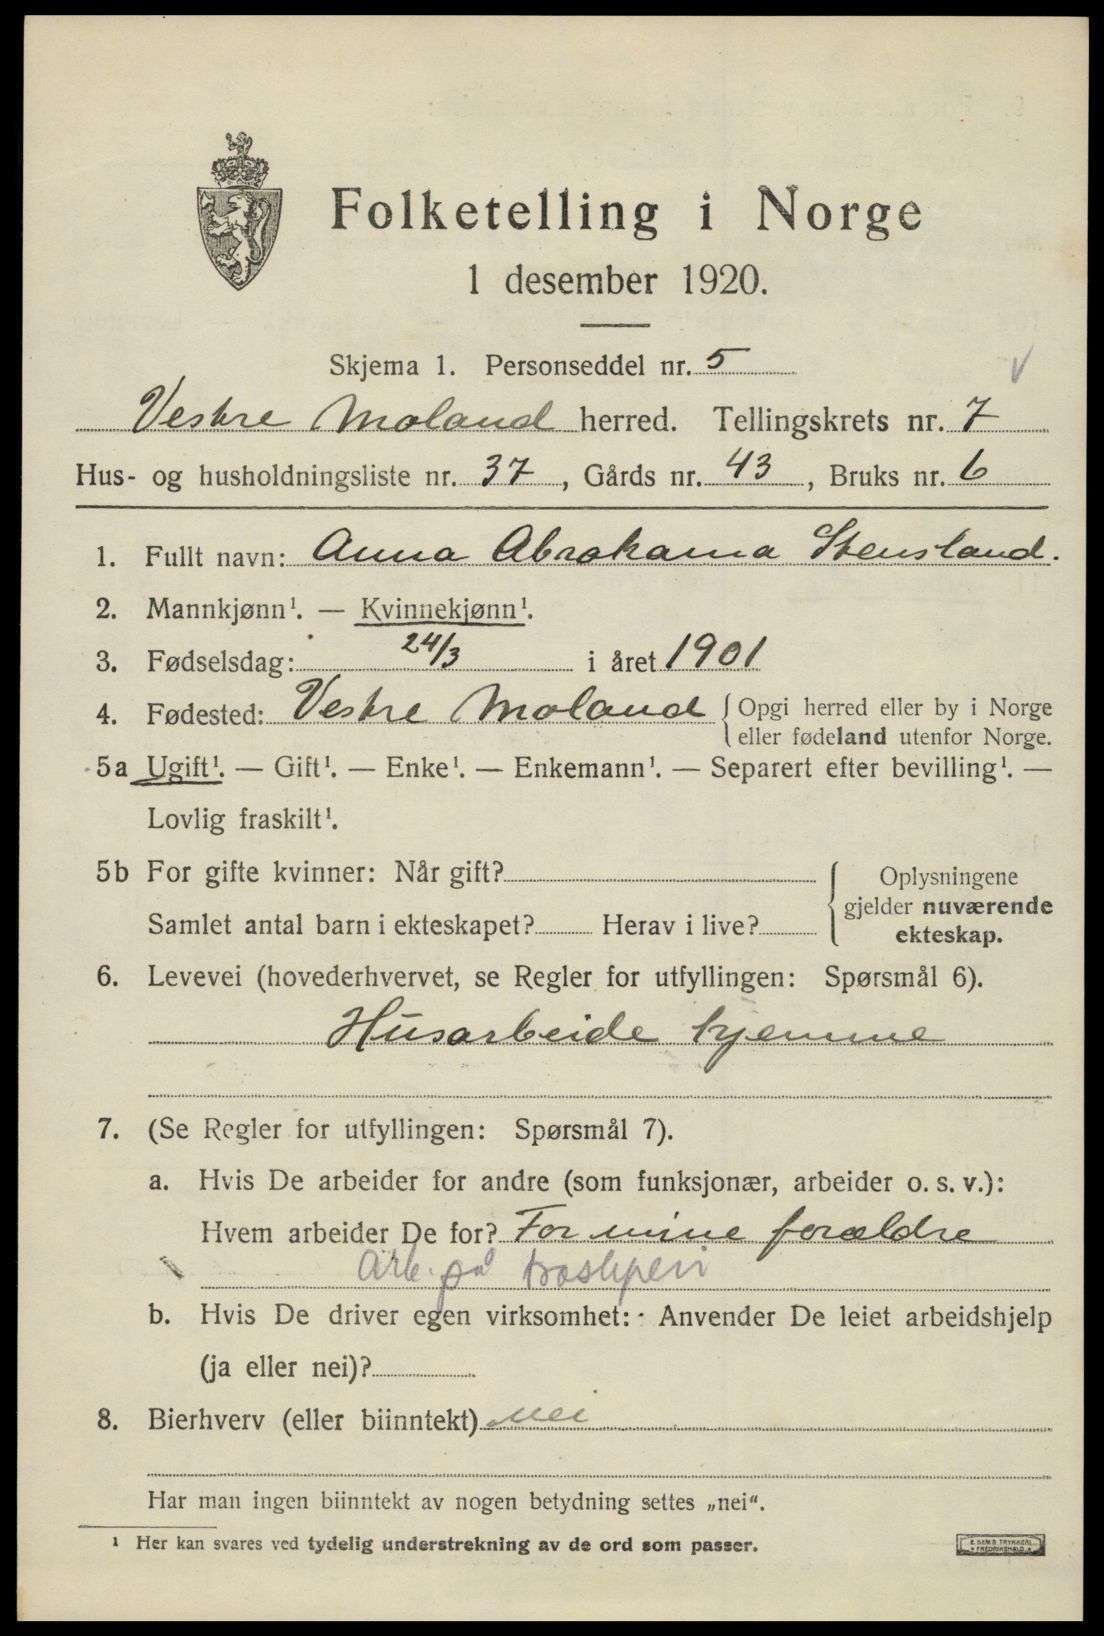 Folketelling i Norge
1 desember 1920.
Skjema 1. Personseddel nr. 5
Vestre Moland herred. Tellingskrets nr. 7
Hus- og husholdningsliste nr. 37, Gårds nr. 43, Bruks nr. 6
1. Fullt navn: Anna Abrahama Stensland.
2. Mannkjønn¹. — Kvinnekjønn¹.
3. Fødselsdag: 24/3 i året 1901
4. Fødested: Vestre Moland {Opgi herred eller by i Norge
eller fødeland utenfor Norge.
5a Ugift¹. — Gift¹. — Enke¹. — Enkemann¹. — Separert efter bevilling¹. —
Lovlig fraskilt¹.
5b For gifte kvinner: Når gift?
Samlet antal barn i ekteskapet? Herav i live?
Oplysningene
gjelder nuværende
ekteskap.
6. Levevei (hovederhvervet, se Regler for utfyllingen: Spørsmål 6).
Husarbeide hjemme
7. (Se Regler for utfyllingen: Spørsmål 7).
a. Hvis De arbeider for andre (som funksjonær, arbeider o. s. v.):
Hvem arbeider De for? For mine forældre
Arb. på
b. Hvis De driver egen virksomhet: Anvender De leiet arbeidshjelp
(ja eller nei)?
8. Bierhverv (eller biinntekt) nei
Har man ingen biinntekt av nogen betydning settes „nei“.
¹ Her kan svares ved tydelig understrekning av de ord som passer.
E. SEM'S TRYKKERI
FREDRIKSHALD